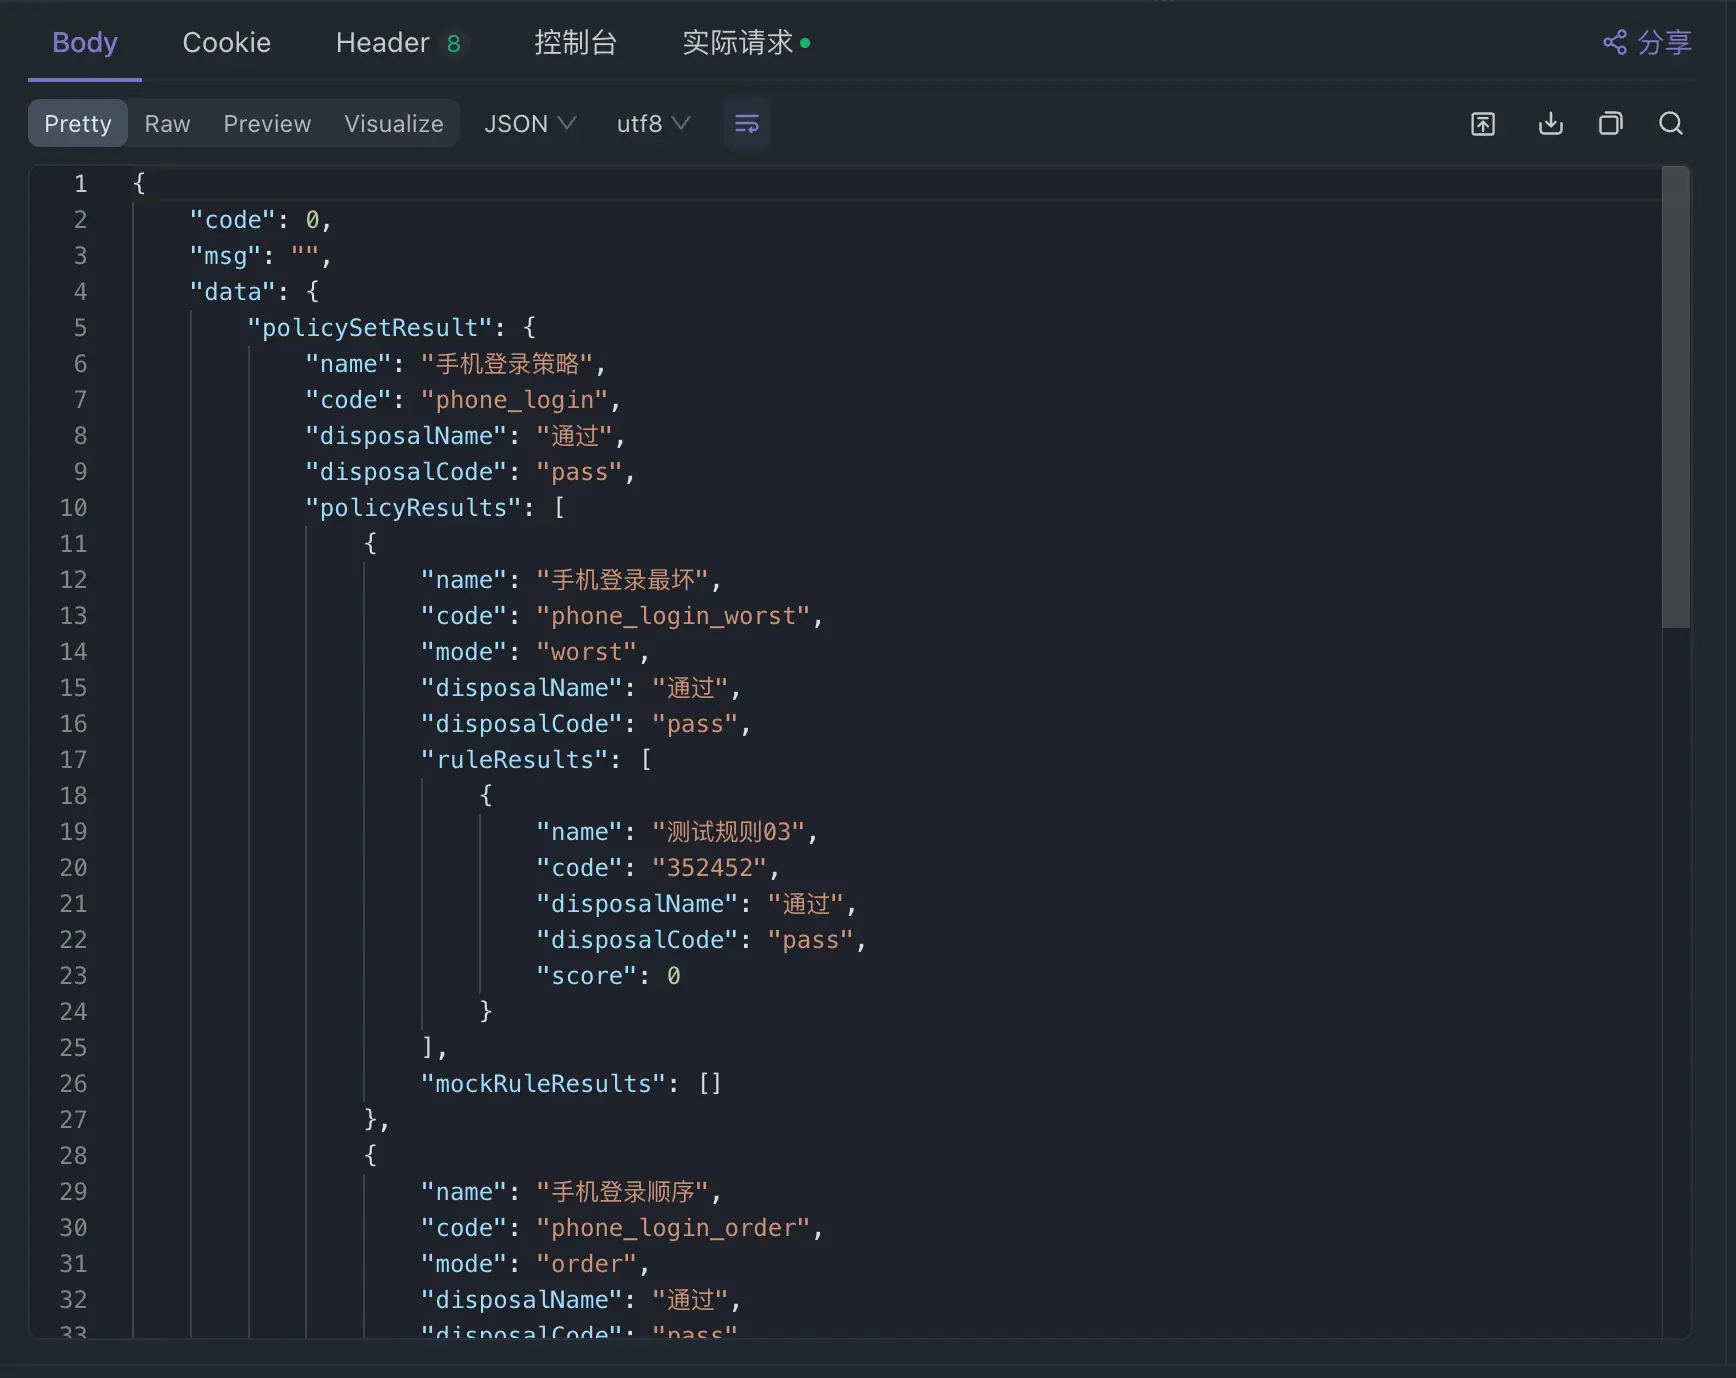 Body Cookie Header 8 控制台 实际请求 分享
Pretty Raw Preview Visualize JSON utf8
1 {
2 "code": 0,
3 "msg": "",
4 "data": {
5 "policySetResult": {
6 "name": "手机登录策略",
7 "code": "phone_login",
8 "disposalName": "通过",
9 "disposalCode": "pass",
10 "policyResults": [
11 {
12 "name": "手机登录最坏",
13 "code": "phone_login_worst",
14 "mode": "worst",
15 "disposalName": "通过",
16 "disposalCode": "pass",
17 "ruleResults": [
18 {
19 "name": "测试规则03",
20 "code": "352452",
21 "disposalName": "通过",
22 "disposalCode": "pass",
23 "score": 0
24 }
25 ],
26 "mockRuleResults": []
27 },
28 {
29 "name": "手机登录顺序",
30 "code": "phone_login_order",
31 "mode": "order",
32 "disposalName": "通过",
33 "disposalCode": "pass"